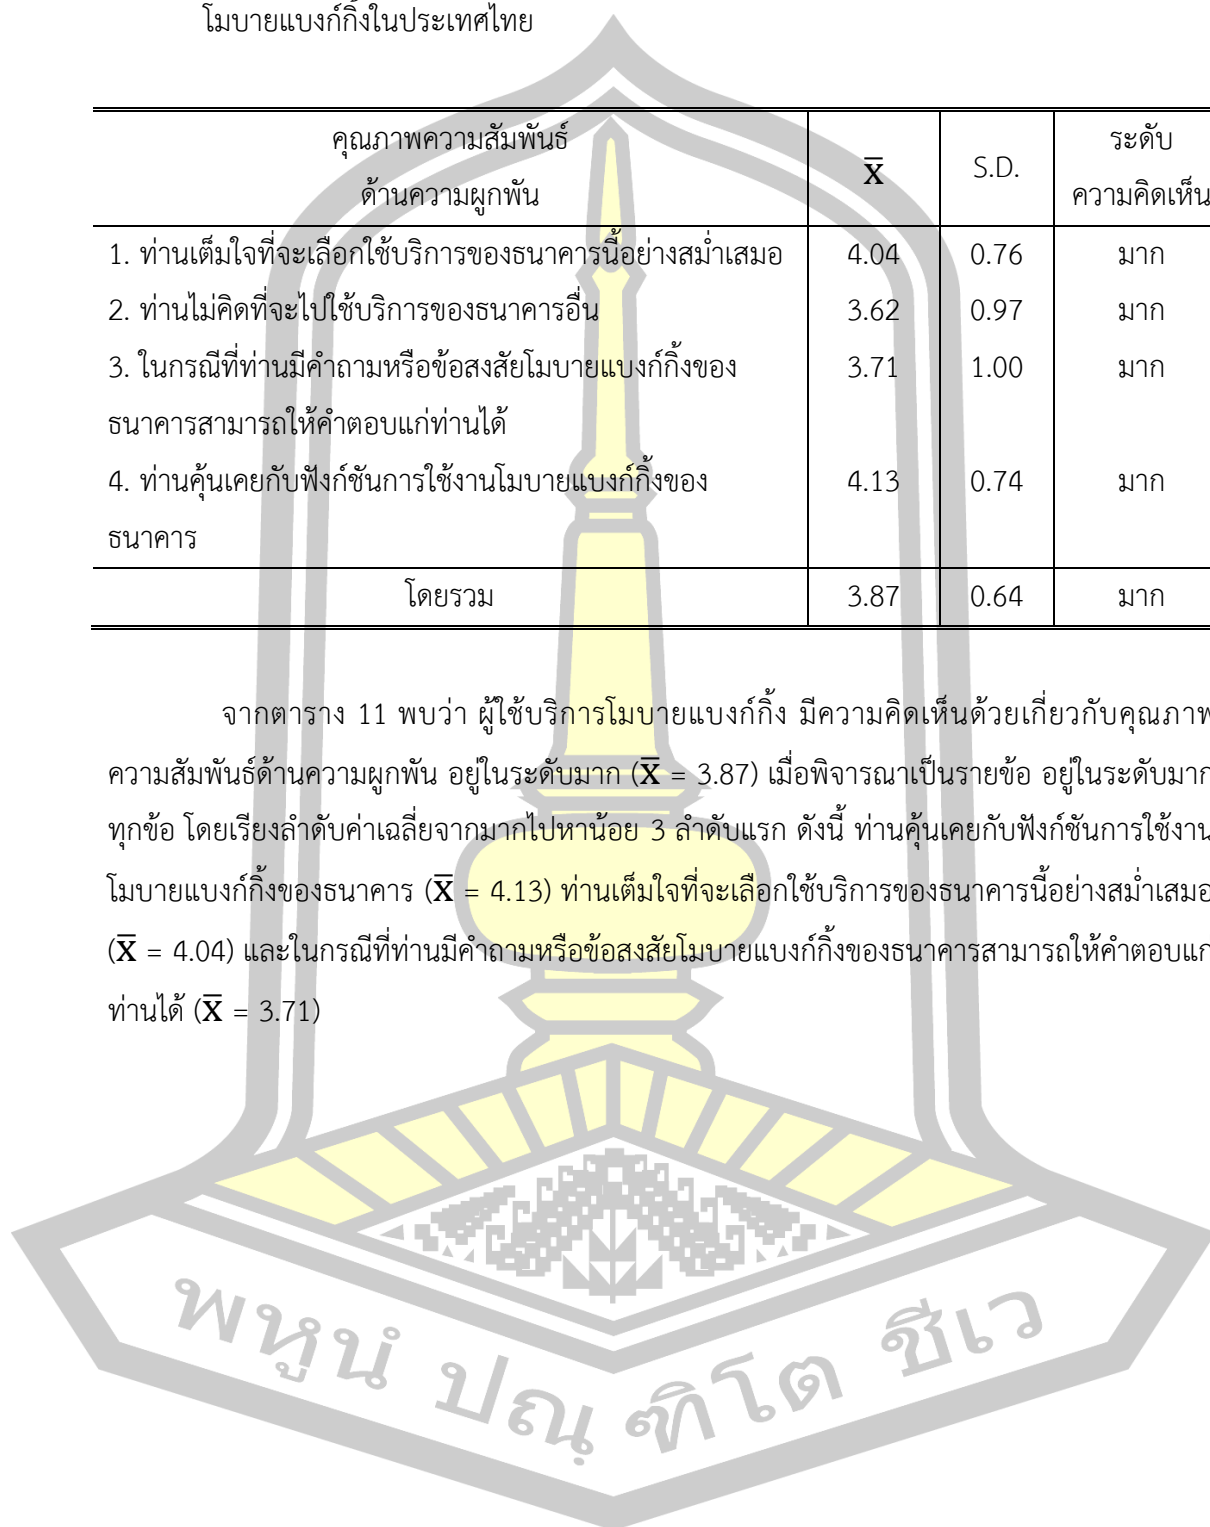 โมบายแบงก์กิ้งในประเทศไทย
คุณภาพความสัมพันธ์
ด้านความผูกพัน
X̅
S.D.
ระดับ
ความคิดเห็น
1. ท่านเต็มใจที่จะเลือกใช้บริการของธนาคารนี้อย่างสม่ำเสมอ 4.04 0.76 มาก
2. ท่านไม่คิดที่จะไปใช้บริการของธนาคารอื่น 3.62 0.97 มาก
3. ในกรณีที่ท่านมีคำถามหรือข้อสงสัยโมบายแบงก์กิ้งของ 3.71 1.00 มาก
ธนาคารสามารถให้คำตอบแก่ท่านได้
4. ท่านคุ้นเคยกับฟังก์ชันการใช้งานโมบายแบงก์กิ้งของ 4.13 0.74 มาก
ธนาคาร
โดยรวม 3.87 0.64 มาก
จากตาราง 11 พบว่า ผู้ใช้บริการโมบายแบงก์กิ้ง มีความคิดเห็นด้วยเกี่ยวกับคุณภาพ
ความสัมพันธ์ด้านความผูกพัน อยู่ในระดับมาก (X̅ = 3.87) เมื่อพิจารณาเป็นรายข้อ อยู่ในระดับมาก
ทุกข้อ โดยเรียงลำดับค่าเฉลี่ยจากมากไปหาน้อย 3 ลำดับแรก ดังนี้ ท่านคุ้นเคยกับฟังก์ชันการใช้งาน
โมบายแบงก์กิ้งของธนาคาร (X̅ = 4.13) ท่านเต็มใจที่จะเลือกใช้บริการของธนาคารนี้อย่างสม่ำเสมอ
(X̅ = 4.04) และในกรณีที่ท่านมีคำถามหรือข้อสงสัยโมบายแบงก์กิ้งของธนาคารสามารถให้คำตอบแก่
ท่านได้ (X̅ = 3.71)
พหูนํ ปณฺฑิโต ชีเว